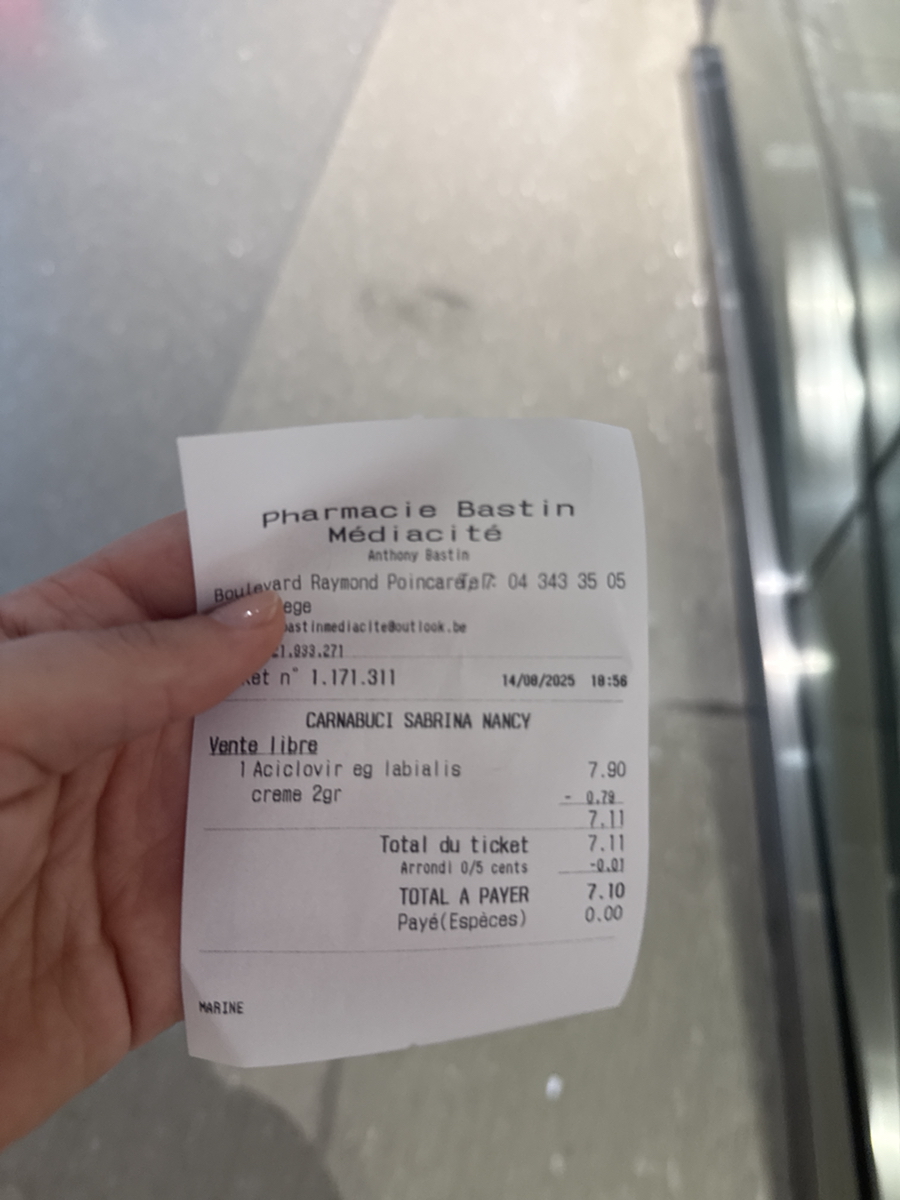 Pharmacie Bastin
Médiacité
Anthony Bastin
Boulevard Raymond Poincaré 7 Tel: 04 343 35 05
ege
bastinmediacite@outlook.be
21.933.271
et n° 1.171.311 14/08/2025 18:56
CARNABUCI SABRINA NANCY
Vente libre
1 Aciclovir eg labialis 7.90
creme 2gr - 0.79
7.11
Total du ticket 7.11
Arrondi 0/5 cents -0.01
TOTAL A PAYER 7.10
Payé(Espèces) 0.00
MARINE